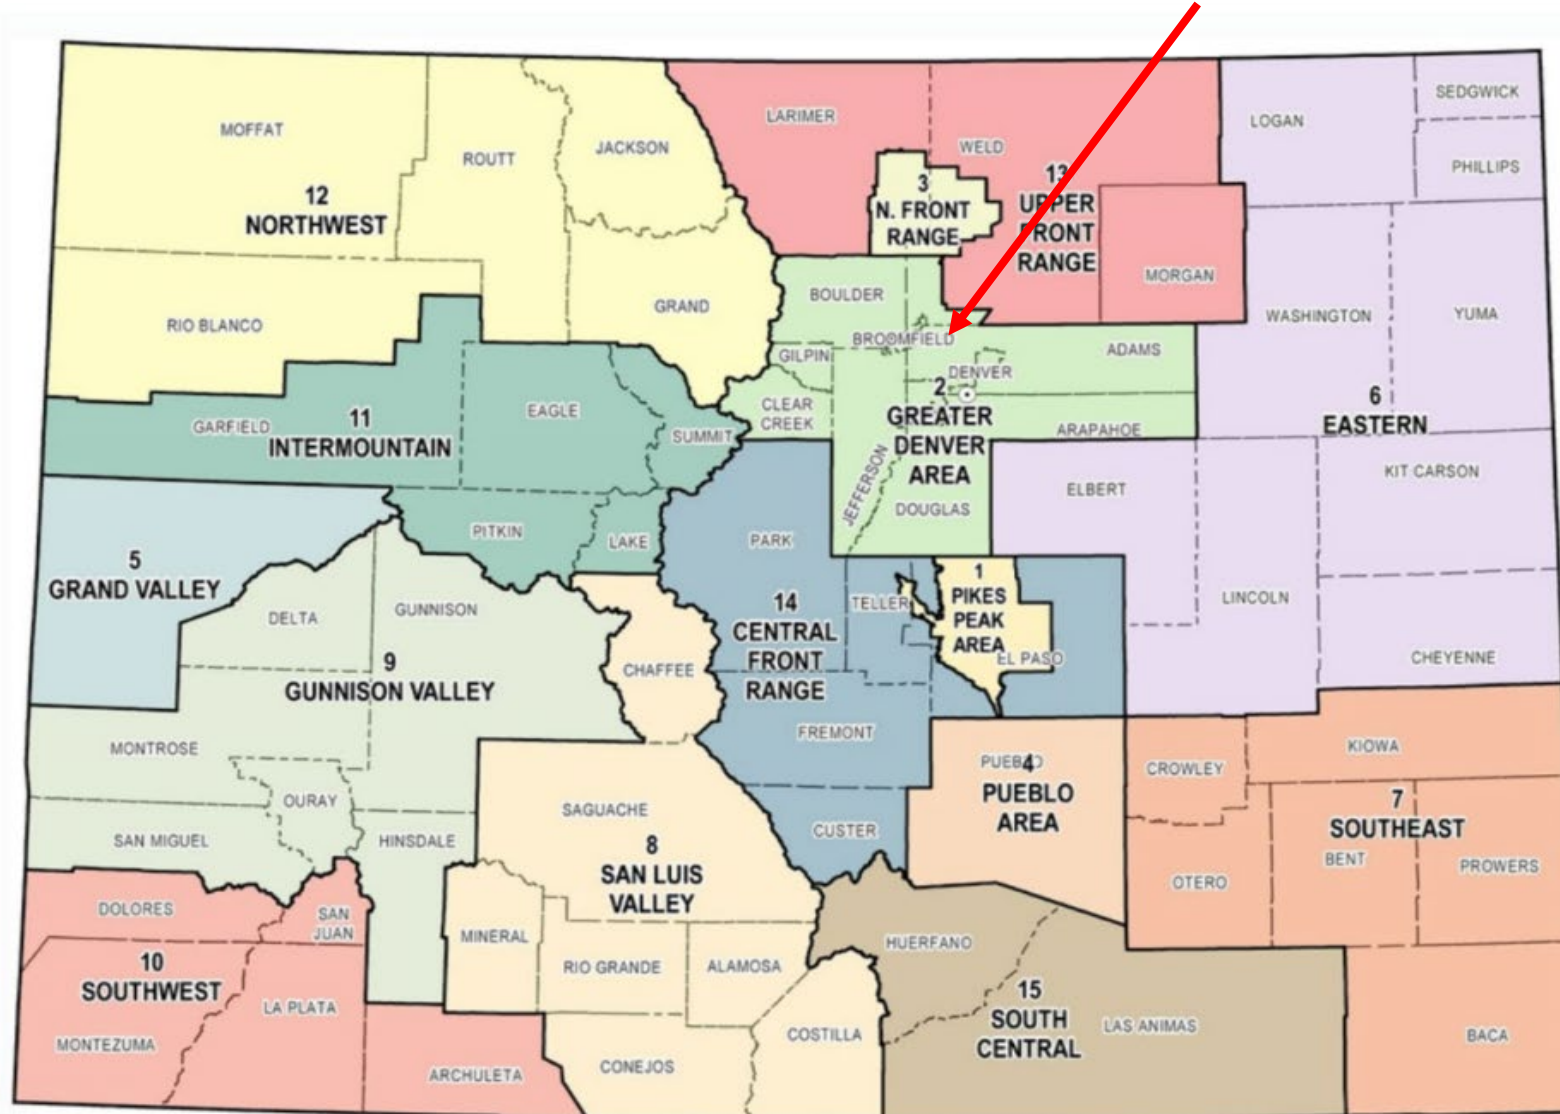 MOFFAT
ROUTT
JACKSON
LARIMER
WELD
LOGAN
SEDGWICK
PHILLIPS
12
NORTHWEST
3
N. FRONT
RANGE
13
UPPER
FRONT
RANGE
MORGAN
RIO BLANCO
GRAND
BOULDER
BROOMFIELD
GILPIN
ADAMS
WASHINGTON
YUMA
DENVER
CLEAR
CREEK
2
GREATER
DENVER
AREA
ARAPAHOE
6
EASTERN
GARFIELD
11
INTERMOUNTAIN
EAGLE
SUMMIT
JEFFERSON
DOUGLAS
ELBERT
KIT CARSON
PITKIN
LAKE
PARK
5
GRAND VALLEY
DELTA
GUNNISON
14
CENTRAL
FRONT
RANGE
TELLER
1
PIKES
PEAK
AREA
EL PASO
LINCOLN
CHEYENNE
9
GUNNISON VALLEY
CHAFFEE
MONTROSE
FREMONT
PUEBLO
4
PUEBLO
AREA
CROWLEY
KIOWA
OURAY
SAGUACHE
SAN MIGUEL
HINSDALE
CUSTER
7
SOUTHEAST
BENT
PROWERS
OTERO
8
SAN LUIS
VALLEY
DOLORES
SAN
JUAN
MINERAL
RIO GRANDE
ALAMOSA
HUERFANO
10
SOUTHWEST
LA PLATA
MONTEZUMA
ARCHULETA
CONEJOS
COSTILLA
15
SOUTH
CENTRAL
LAS ANIMAS
BACA